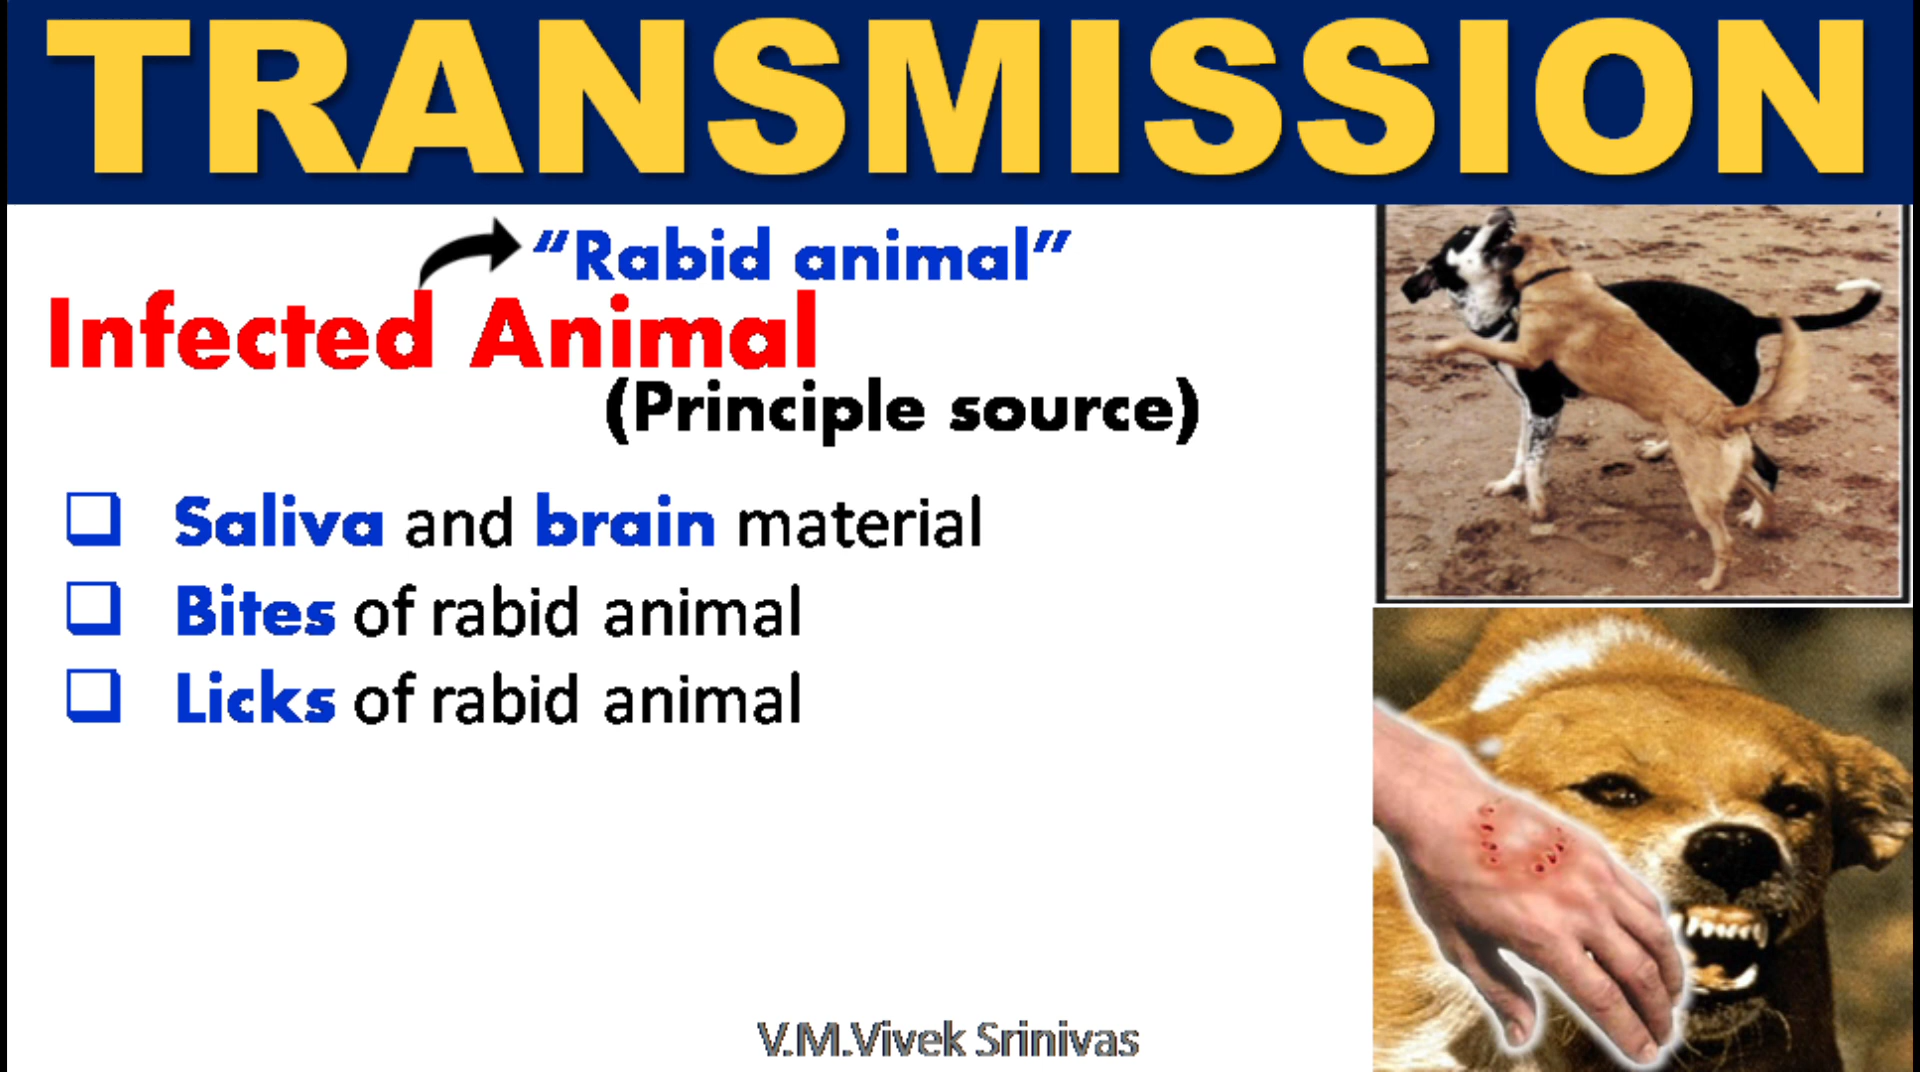 TRANSMISSION
“Rabid animal”
Infected Animal
(Principle source)
Saliva and brain material
Bites of rabid animal
Licks of rabid animal
V.M.Vivek Srinivas